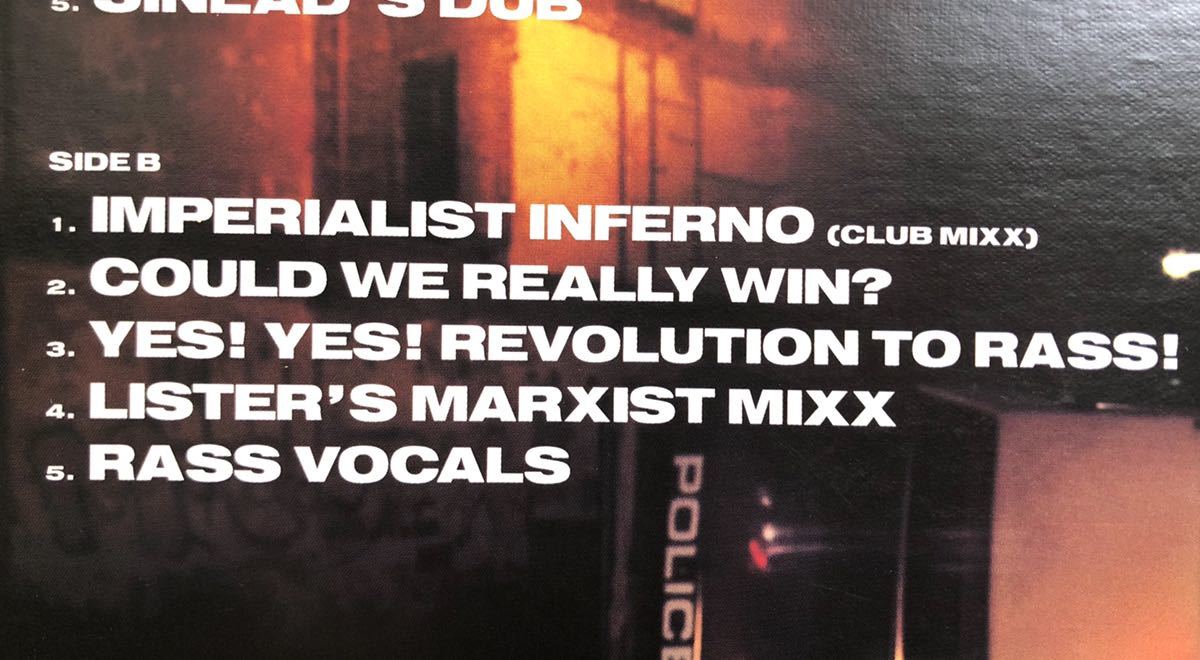 5. SINEAD'S DUB
SIDE B
1. IMPERIALIST INFERNO (CLUB MIXX)
2. COULD WE REALLY WIN?
3. YES! YES! REVOLUTION TO RASS!
4. LISTER'S MARXIST MIXX
5. RASS VOCALS
POLICE